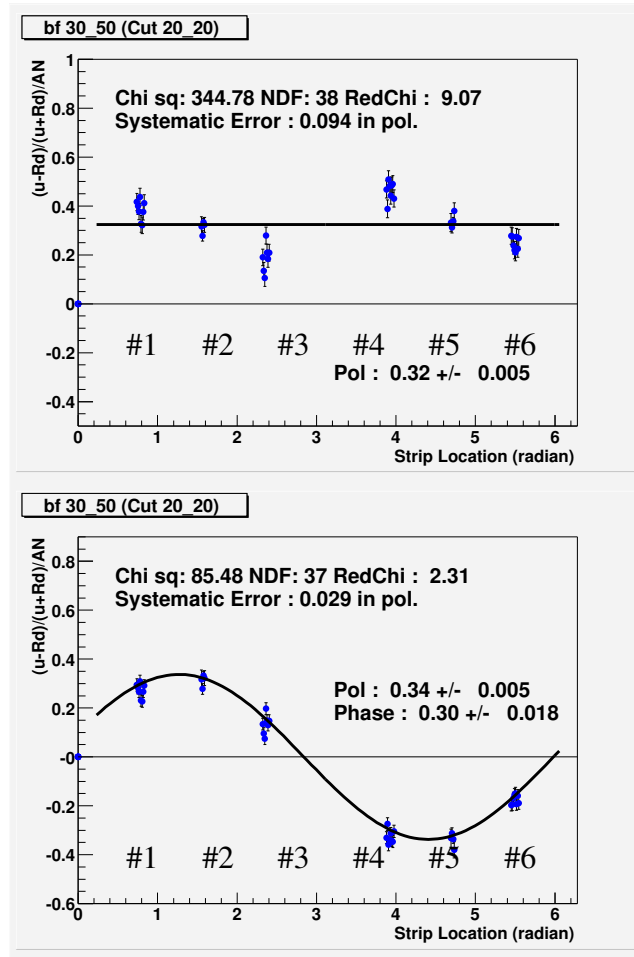 bf 30_50 (Cut 20_20)
(u-Rd)/(u+Rd)/AN
1
Chi sq: 344.78 NDF: 38 RedChi : 9.07
Systematic Error : 0.094 in pol.
0.8
0.6
0.4
0.2
0
#1 #2 #3 #4 #5 #6
-0.2
Pol : 0.32 +/- 0.005
-0.4
0 1 2 3 4 5 6
Strip Location (radian)
bf 30_50 (Cut 20_20)
(u-Rd)/(u+Rd)/AN
0.8
Chi sq: 85.48 NDF: 37 RedChi : 2.31
Systematic Error : 0.029 in pol.
0.6
0.4
Pol : 0.34 +/- 0.005
Phase : 0.30 +/- 0.018
0.2
-0
-0.2
-0.4
#1 #2 #3 #4 #5 #6
-0.6
0 1 2 3 4 5 6
Strip Location (radian)